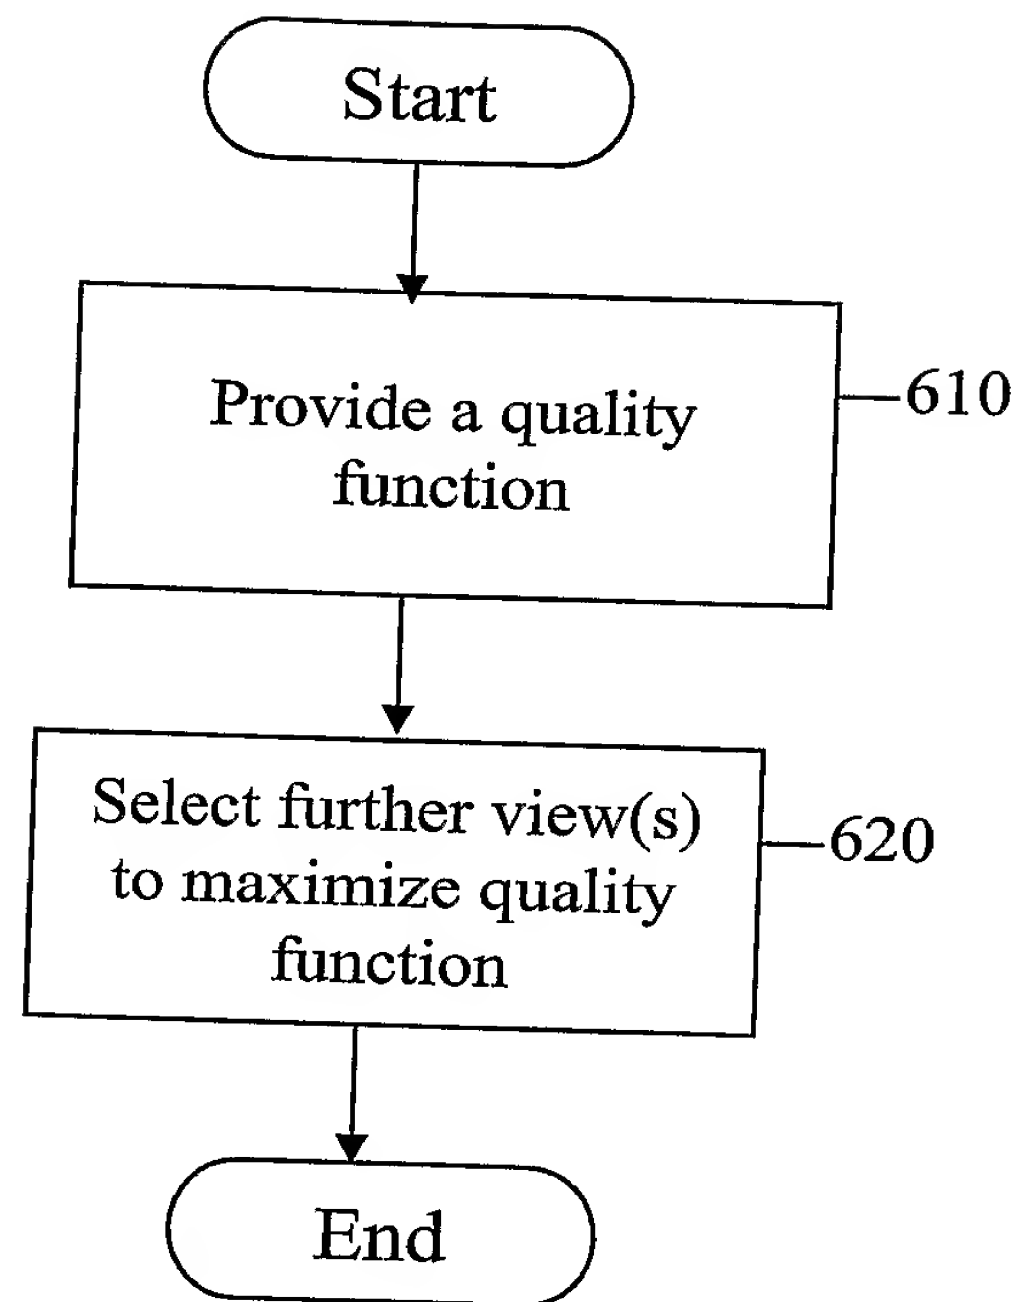 Start
Provide a quality
function
610
Select further view(s)
to maximize quality
function
620
End